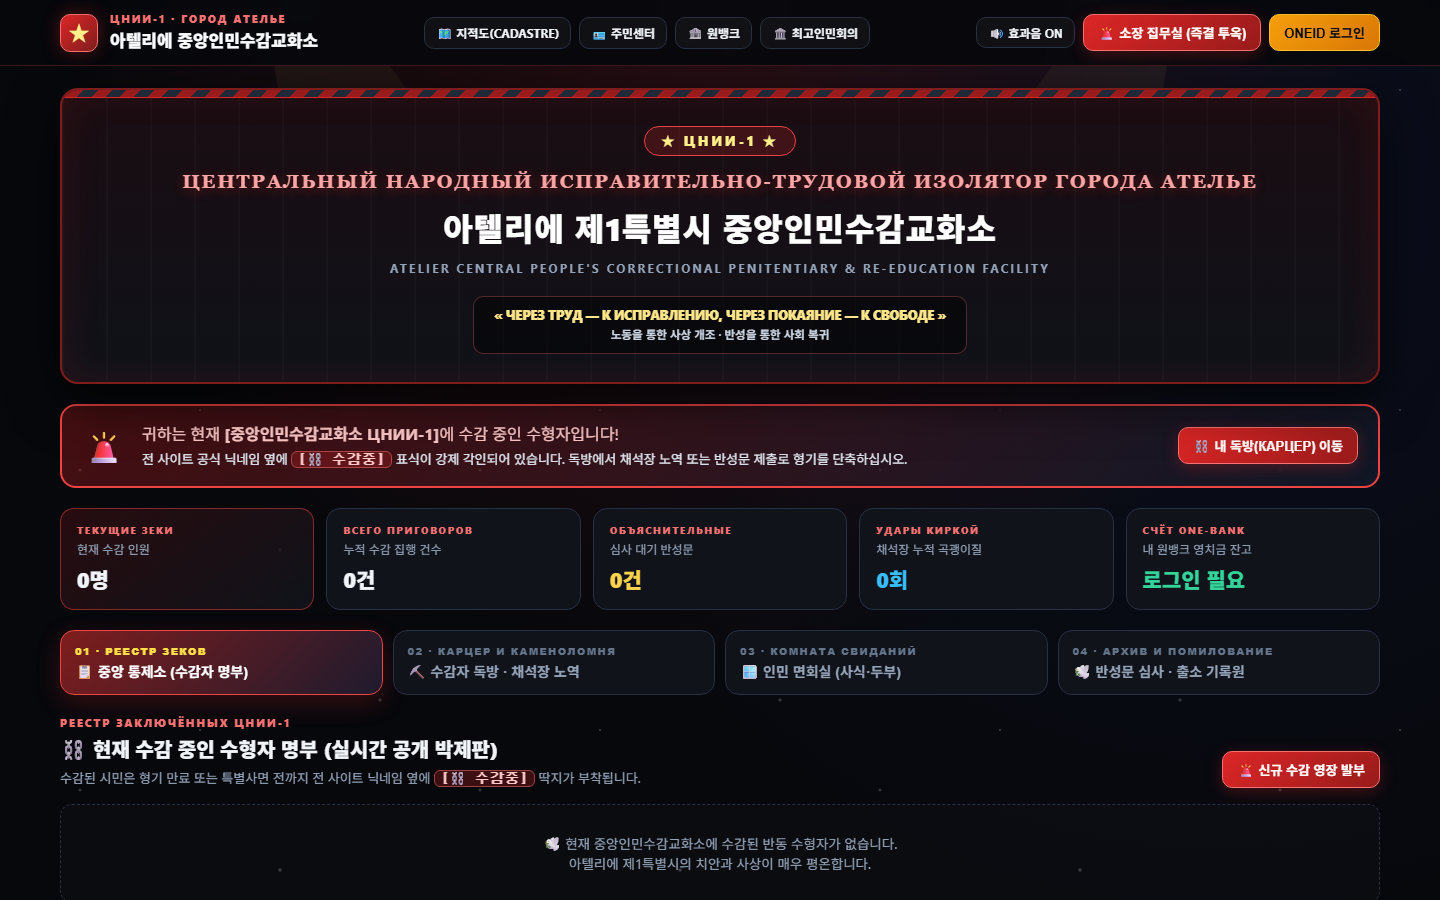 ЦНИИ-1 · ГОРОД АТЕЛЬЕ
아텔리에 중앙인민수감교화소
지적도(CADASTRE)
주민센터
원뱅크
최고인민회의
효과음 ON
소장 집무실 (즉결 투옥)
ONEID 로그인
★ ЦНИИ-1 ★
ЦЕНТРАЛЬНЫЙ НАРОДНЫЙ ИСПРАВИТЕЛЬНО-ТРУДОВОЙ ИЗОЛЯТОР ГОРОДА АТЕЛЬЕ
아텔리에 제1특별시 중앙인민수감교화소
ATELIER CENTRAL PEOPLE'S CORRECTIONAL PENITENTIARY & RE-EDUCATION FACILITY
« ЧЕРЕЗ ТРУД — К ИСПРАВЛЕНИЮ, ЧЕРЕЗ ПОКАЯНИЕ — К СВОБОДЕ »
노동을 통한 사상 개조 · 반성을 통한 사회 복귀
귀하는 현재 [중앙인민수감교화소 ЦНИИ-1]에 수감 중인 수형자입니다!
전 사이트 공식 닉네임 옆에 [⛓ 수감중] 표식이 강제 각인되어 있습니다. 독방에서 채석장 노역 또는 반성문 제출로 형기를 단축하십시오.
내 독방(КАРЦЕР) 이동
ТЕКУЩИЕ ЗЕКИ
현재 수감 인원
0명
ВСЕГО ПРИГОВОРОВ
누적 수감 집행 건수
0건
ОБЪЯСНИТЕЛЬНЫЕ
심사 대기 반성문
0건
УДАРЫ КИРКОЙ
채석장 누적 곡괭이질
0회
СЧЁТ ONE-BANK
내 원뱅크 영치금 잔고
로그인 필요
01 · РЕЕСТР ЗЕКОВ
중앙 통제소 (수감자 명부)
02 · КАРЦЕР И КАМЕНОЛОМНЯ
수감자 독방 · 채석장 노역
03 · КОМНАТА СВИДАНИЙ
인민 면회실 (사식·두부)
04 · АРХИВ И ПОМИЛОВАНИЕ
반성문 심사 · 출소 기록원
РЕЕСТР ЗАКЛЮЧЁННЫХ ЦНИИ-1
⛓ 현재 수감 중인 수형자 명부 (실시간 공개 박제판)
수감된 시민은 형기 만료 또는 특별사면 전까지 전 사이트 닉네임 옆에 [⛓ 수감중] 딱지가 부착됩니다.
신규 수감 영장 발부
현재 중앙인민수감교화소에 수감된 반동 수형자가 없습니다.
아텔리에 제1특별시의 치안과 사상이 매우 평온합니다.